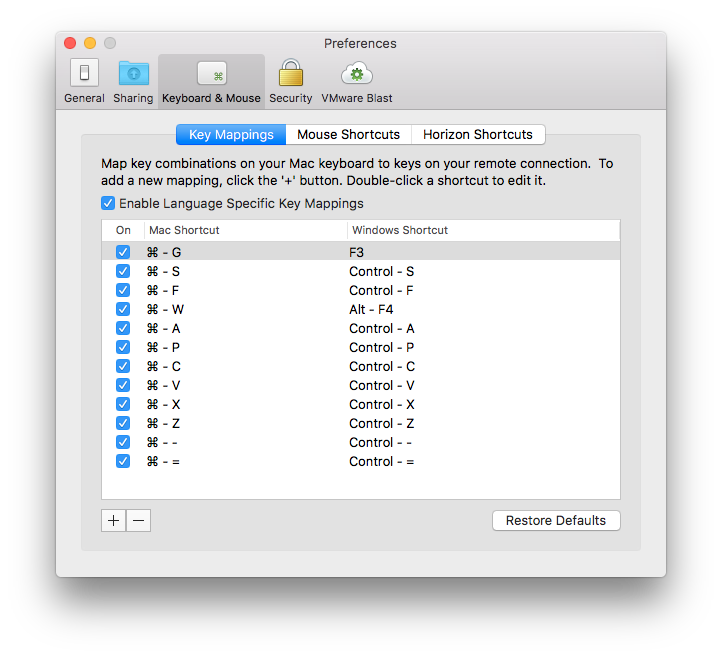 Preferences
General Sharing Keyboard & Mouse Security VMware Blast
Key Mappings Mouse Shortcuts Horizon Shortcuts
Map key combinations on your Mac keyboard to keys on your remote connection. To
add a new mapping, click the '+' button. Double-click a shortcut to edit it.
Enable Language Specific Key Mappings
On Mac Shortcut Windows Shortcut
⌘ - G F3
⌘ - S Control - S
⌘ - F Control - F
⌘ - W Alt - F4
⌘ - A Control - A
⌘ - P Control - P
⌘ - C Control - C
⌘ - V Control - V
⌘ - X Control - X
⌘ - Z Control - Z
⌘ - - Control - -
⌘ - = Control - =
+ − Restore Defaults